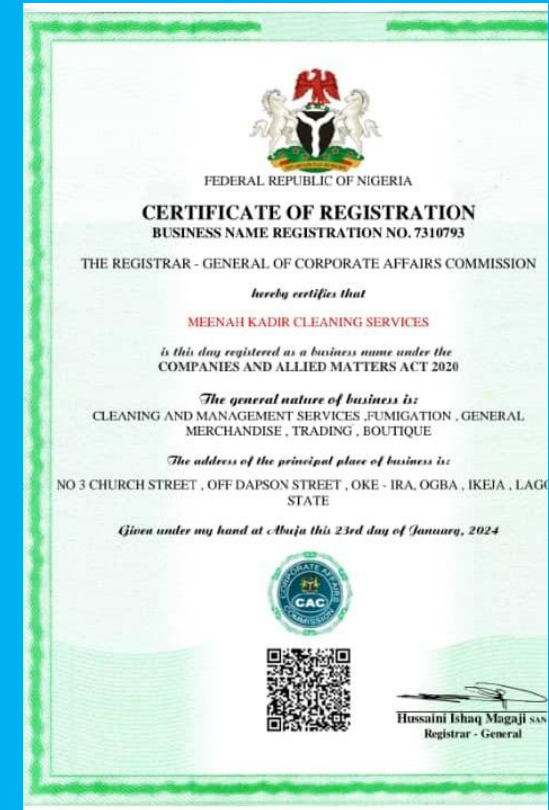 FEDERAL REPUBLIC OF NIGERIA
CERTIFICATE OF REGISTRATION
BUSINESS NAME REGISTRATION NO. 7310793
THE REGISTRAR - GENERAL OF CORPORATE AFFAIRS COMMISSION
hereby certifies that
MEENAH KADIR CLEANING SERVICES
is this day registered as a business name under the
COMPANIES AND ALLIED MATTERS ACT 2020
The general nature of business is:
CLEANING AND MANAGEMENT SERVICES ,FUMIGATION , GENERAL
MERCHANDISE , TRADING , BOUTIQUE
The address of the principal place of business is:
NO 3 CHURCH STREET , OFF DAPSON STREET , OKE - IRA, OGBA , IKEJA , LAGO
STATE
Given under my hand at Abuja this 23rd day of January, 2024
CORPORATE AFFAIRS
CAC
COMMISSION
Hussaini Ishaq Magaji SAN
Registrar - General